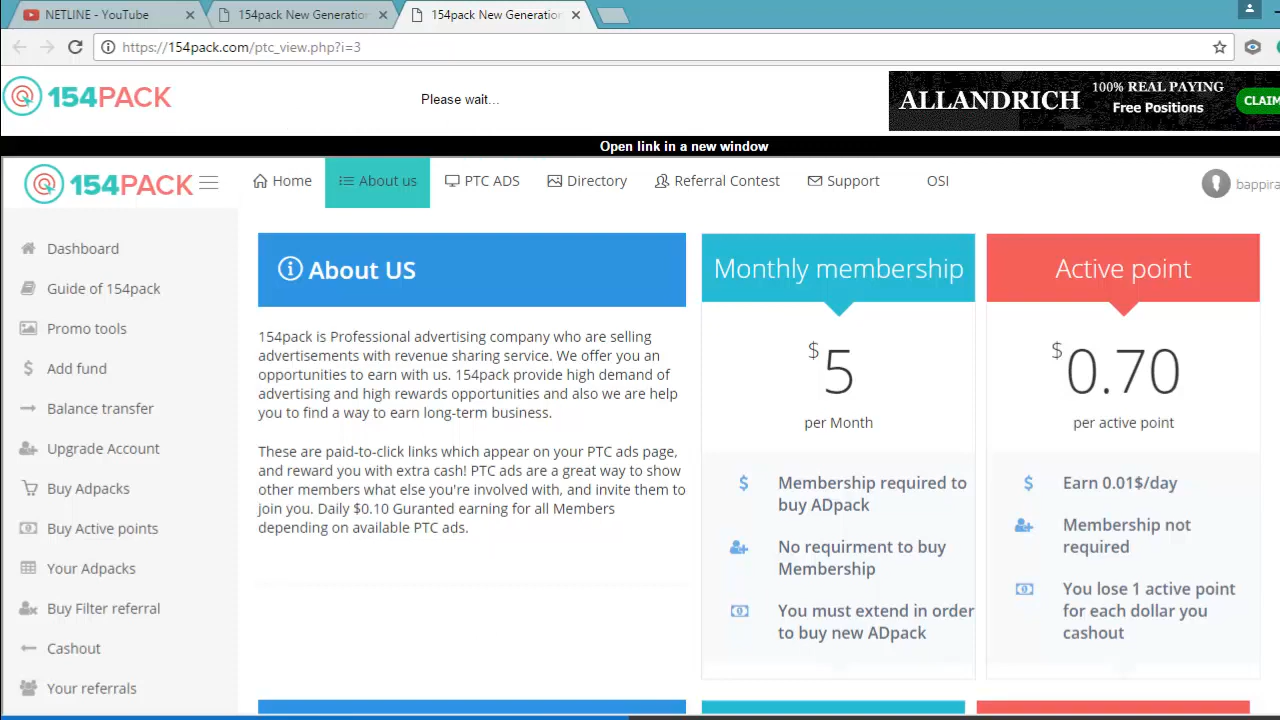 NETLINE - YouTube
154pack New Generation
154pack New Generation
https://154pack.com/ptc_view.php?i=3
154PACK
Please wait...
ALLANDRICH
100% REAL PAYING
Free Positions
CLAIM
Open link in a new window
154PACK
Home
About us
PTC ADS
Directory
Referral Contest
Support
OSI
bappira
Dashboard
Guide of 154pack
Promo tools
Add fund
Balance transfer
Upgrade Account
Buy Adpacks
Buy Active points
Your Adpacks
Buy Filter referral
Cashout
Your referrals
About US
154pack is Professional advertising company who are selling
advertisements with revenue sharing service. We offer you an
opportunities to earn with us. 154pack provide high demand of
advertising and high rewards opportunities and also we are help
you to find a way to earn long-term business.
These are paid-to-click links which appear on your PTC ads page,
and reward you with extra cash! PTC ads are a great way to show
other members what else you're involved with, and invite them to
join you. Daily $0.10 Guranted earning for all Members
depending on available PTC ads.
Monthly membership
$5
per Month
Membership required to
buy ADpack
No requirment to buy
Membership
You must extend in order
to buy new ADpack
Active point
$0.70
per active point
Earn 0.01$/day
Membership not
required
You lose 1 active point
for each dollar you
cashout